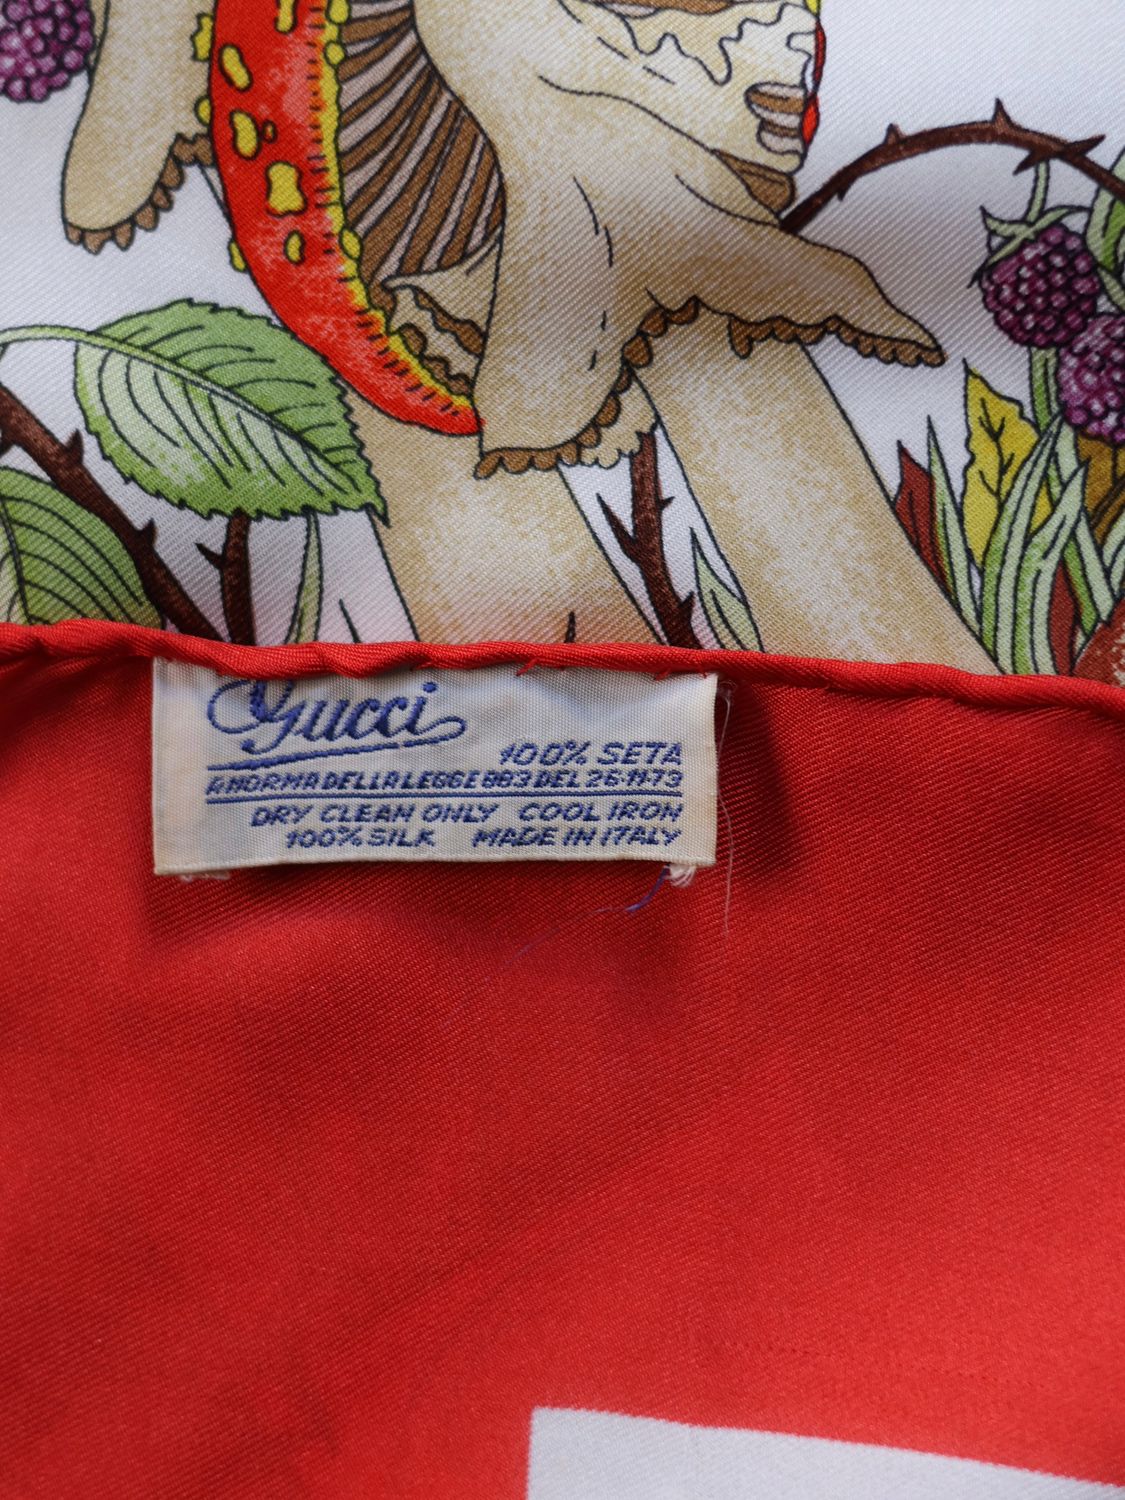 Gucci
100% SETA
A NORMA DELLA LEGGE 883 DEL 26-11-73
DRY CLEAN ONLY COOL IRON
100% SILK MADE IN ITALY